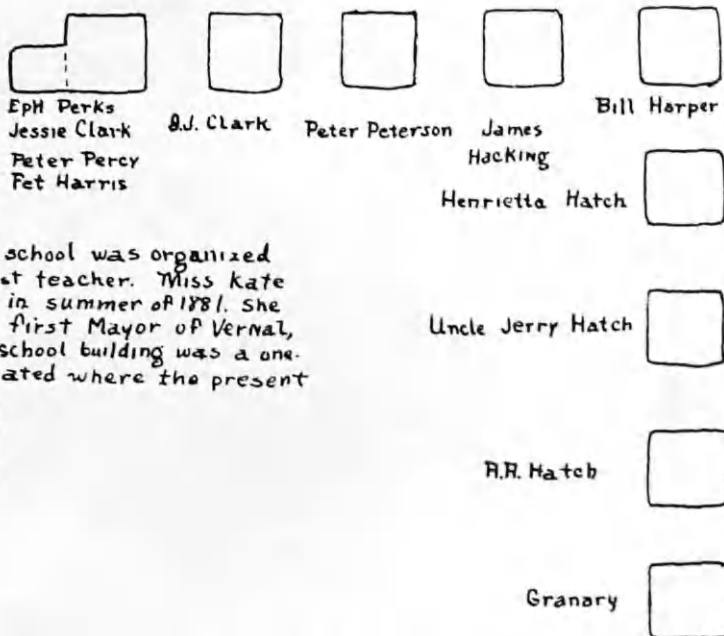 Eph Perks
Jessie Clark
Peter Percy
Fet Harris
J. Clark
Peter Peterson
James
Hacking
Bill Harper
Henrietta Hatch
school was organized
st teacher. Miss Kate
in summer of 1881. She
first Mayor of Vernal,
school building was a one-
ated where the present
Uncle Jerry Hatch
Hatch
Granary